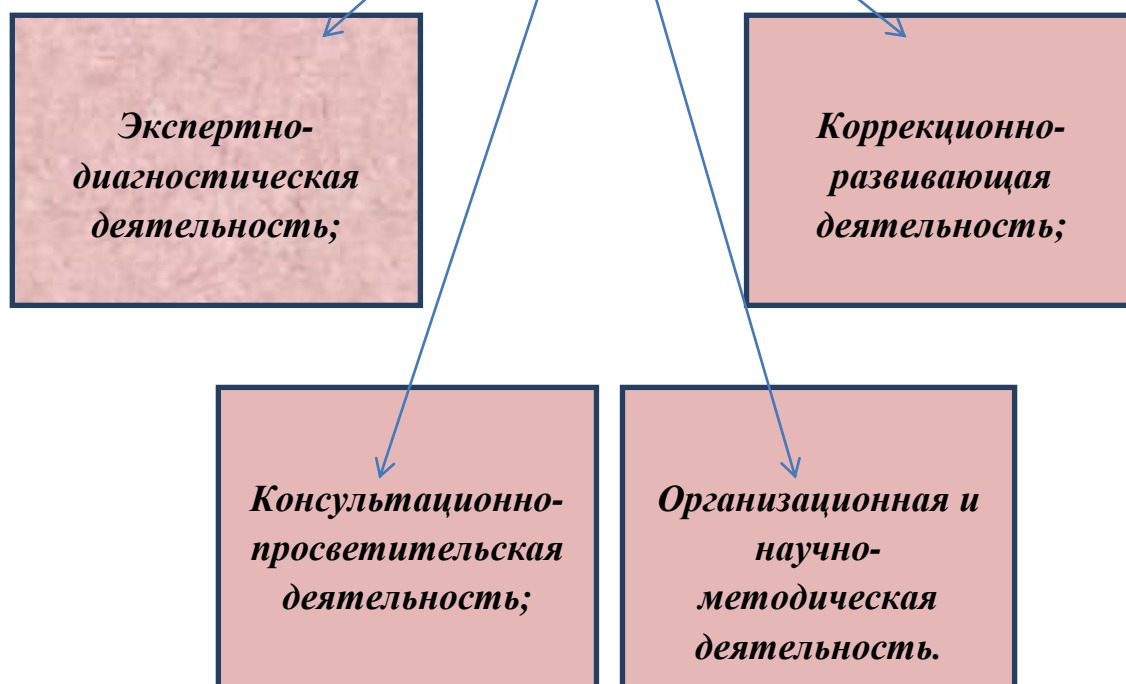 Экспертно-
диагностическая
деятельность;
Коррекционно-
развивающая
деятельность;
Консультационно-
просветительская
деятельность;
Организационная и
научно-
методическая
деятельность.